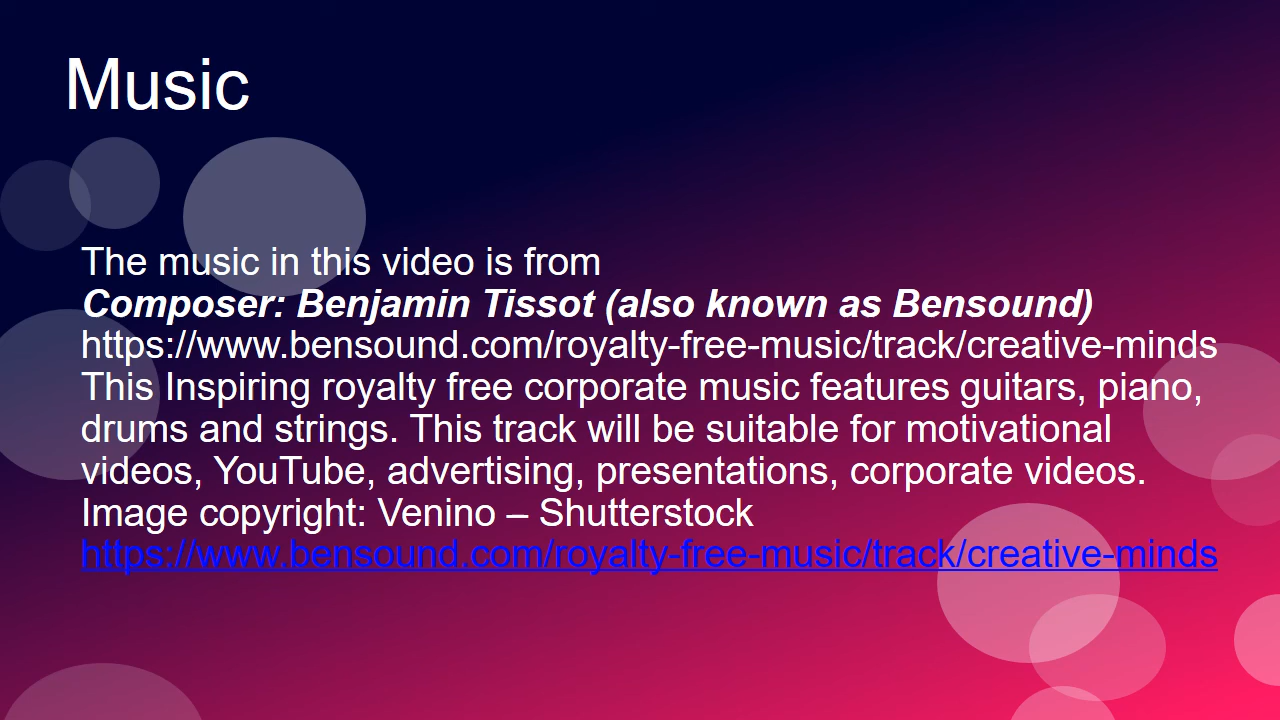 Music
The music in this video is from
Composer: Benjamin Tissot (also known as Bensound)
https://www.bensound.com/royalty-free-music/track/creative-minds
This Inspiring royalty free corporate music features guitars, piano,
drums and strings. This track will be suitable for motivational
videos, YouTube, advertising, presentations, corporate videos.
Image copyright: Venino – Shutterstock
https://www.bensound.com/royalty-free-music/track/creative-minds